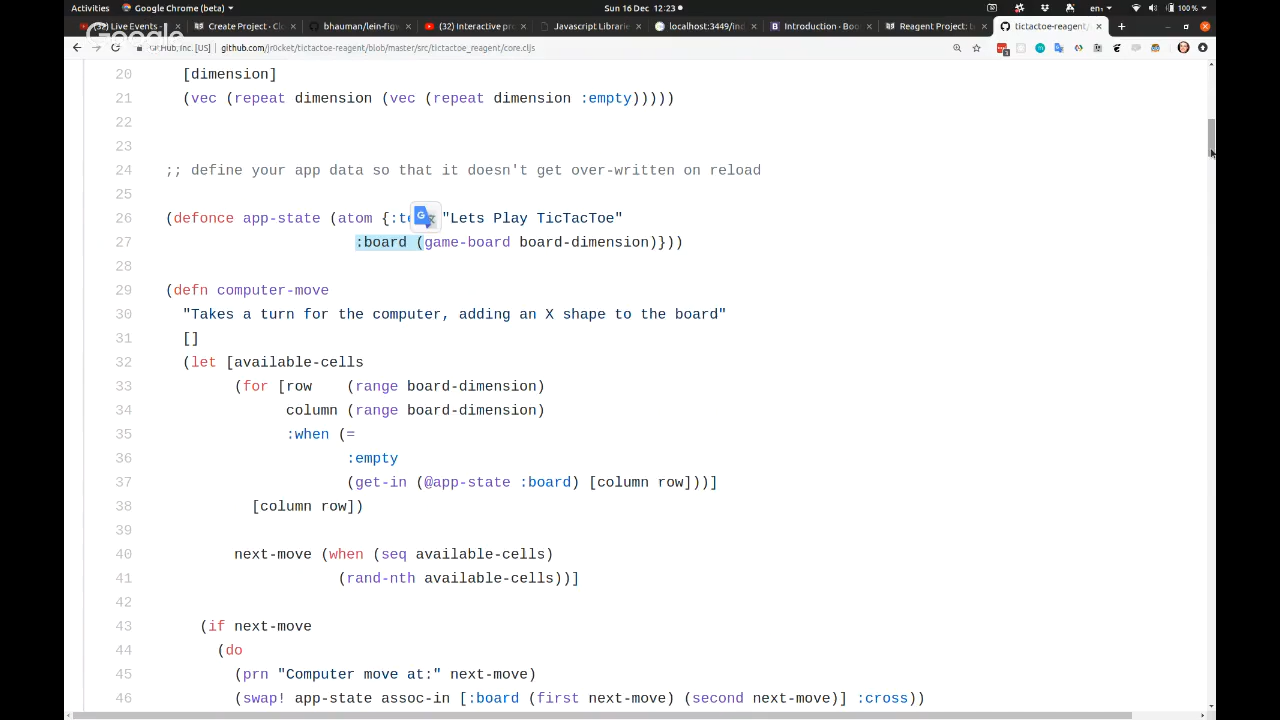 Activities Google Chrome (beta) Sun 16 Dec 12:23 en 100 %
(32) Live Events - Create Project - Clo bhauman/lein-figw (32) Interactive pro Javascript Librarie localhost:3449/ind Introduction - Boo Reagent Project: b tictactoe-reagent/
Google
GitHub, Inc. [US] github.com/jr0cket/tictactoe-reagent/blob/master/src/tictactoe_reagent/core.cljs
20 [dimension]
21 (vec (repeat dimension (vec (repeat dimension :empty)))))
22
23
24 ;; define your app data so that it doesn't get over-written on reload
25
26 (defonce app-state (atom {:te "Lets Play TicTacToe"
27 :board (game-board board-dimension)}))
28
29 (defn computer-move
30 "Takes a turn for the computer, adding an X shape to the board"
31 []
32 (let [available-cells
33 (for [row (range board-dimension)
34 column (range board-dimension)
35 :when (=
36 :empty
37 (get-in (@app-state :board) [column row]))]
38 [column row])
39
40 next-move (when (seq available-cells)
41 (rand-nth available-cells))]
42
43 (if next-move
44 (do
45 (prn "Computer move at:" next-move)
46 (swap! app-state assoc-in [:board (first next-move) (second next-move)] :cross))